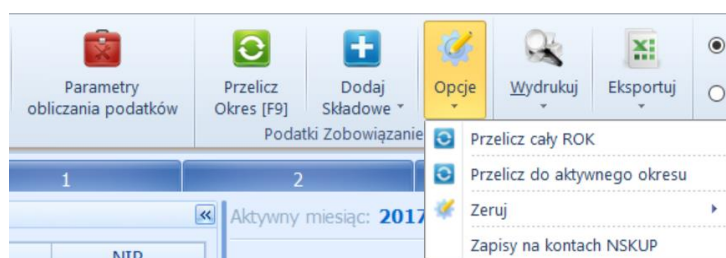 Parametry
obliczania podatków
Przelicz
Okres [F9]
Dodaj
Składowe
Opcje
Wydrukuj
Eksportuj
Podatki Zobowiązanie
Przelicz cały ROK
Przelicz do aktywnego okresu
Zeruj
Zapisy na kontach NSKUP
1
2
Aktywny miesiąc: 2017
NIP